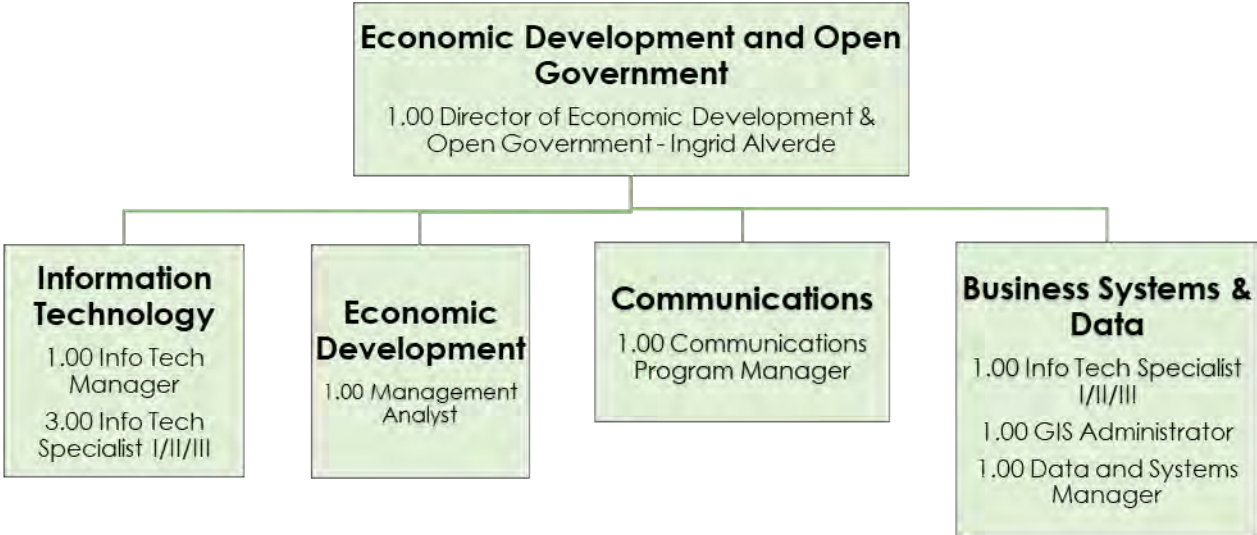 Economic Development and Open
Government
1.00 Director of Economic Development &
Open Government - Ingrid Alverde
Information
Technology
1.00 Info Tech
Manager
3.00 Info Tech
Specialist I/II/III
Economic
Development
1.00 Management
Analyst
Communications
1.00 Communications
Program Manager
Business Systems &
Data
1.00 Info Tech Specialist
I/II/III
1.00 GIS Administrator
1.00 Data and Systems
Manager